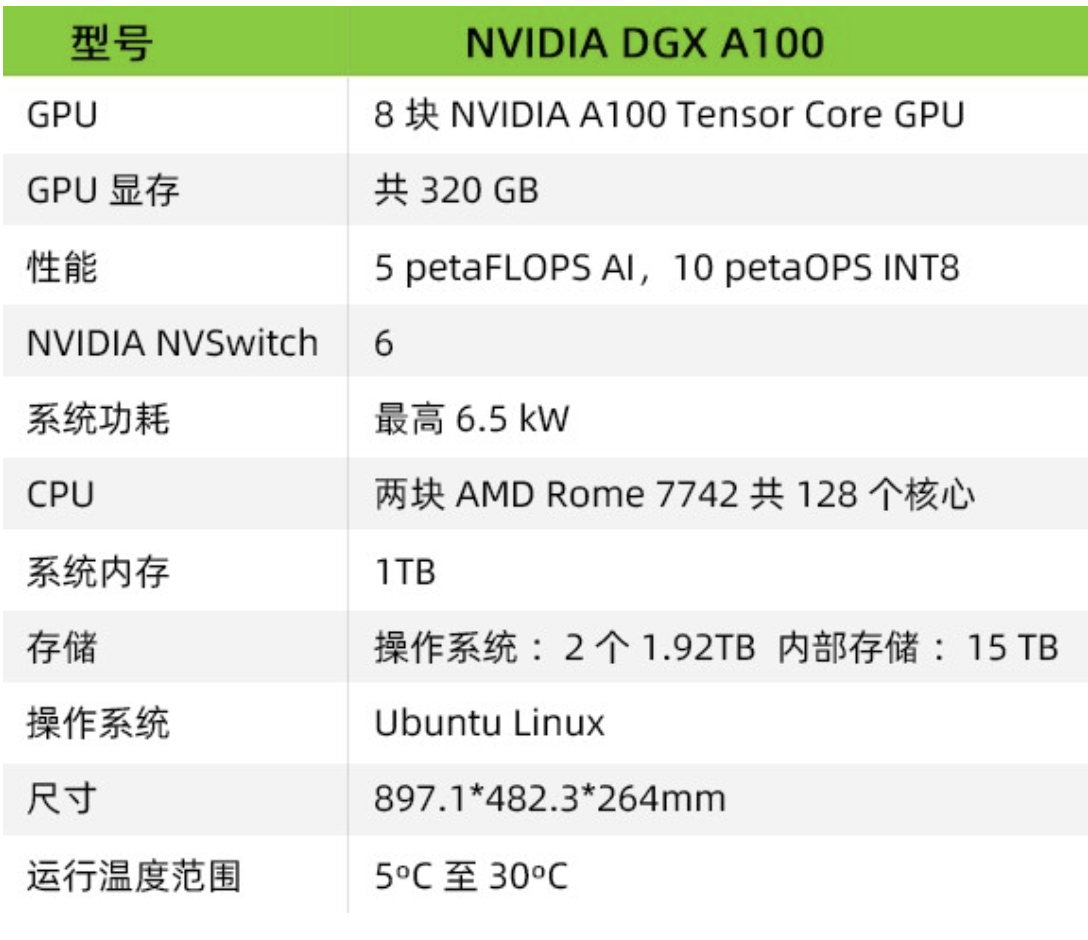 型号 NVIDIA DGX A100
GPU 8 块 NVIDIA A100 Tensor Core GPU
GPU 显存 共 320 GB
性能 5 petaFLOPS AI，10 petaOPS INT8
NVIDIA NVSwitch 6
系统功耗 最高 6.5 kW
CPU 两块 AMD Rome 7742 共 128 个核心
系统内存 1TB
存储 操作系统：2 个 1.92TB 内部存储：15 TB
操作系统 Ubuntu Linux
尺寸 897.1*482.3*264mm
运行温度范围 5ºC 至 30ºC